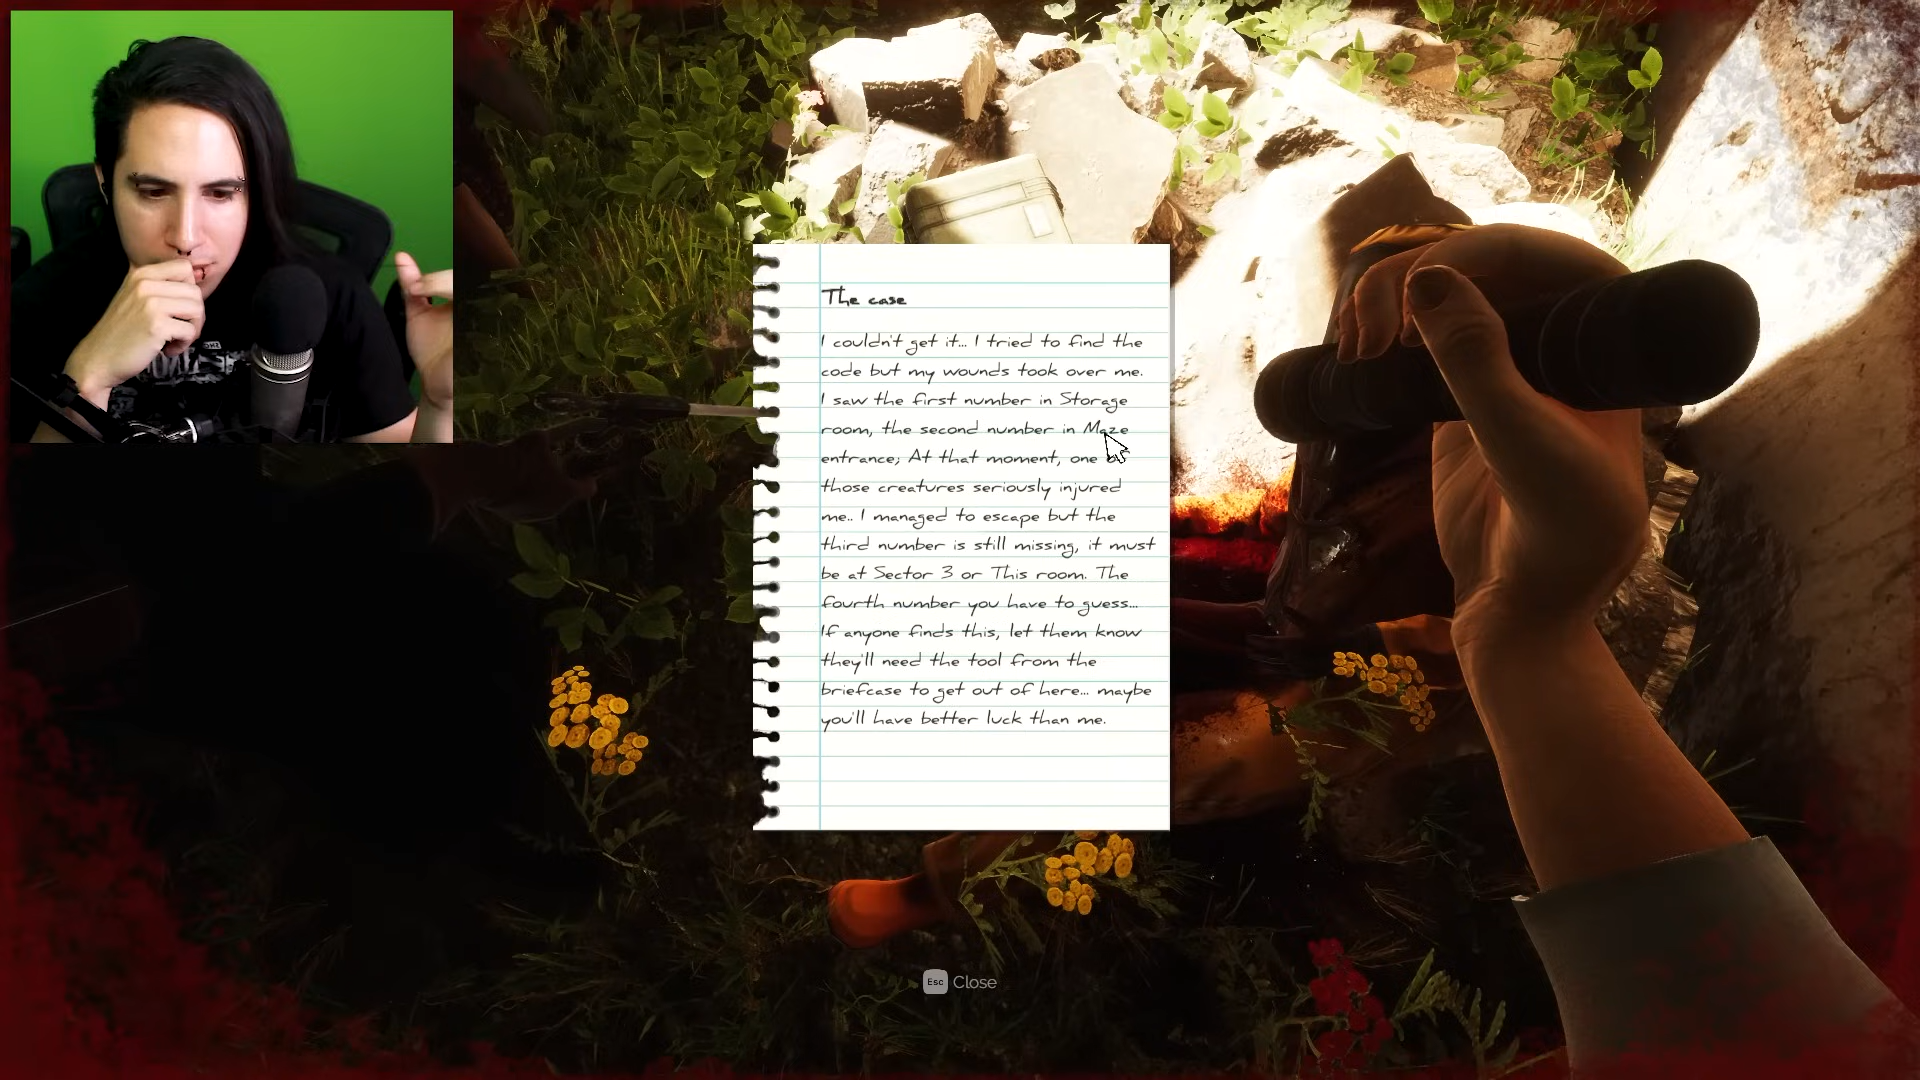 The case
I couldn't get it... I tried to find the
code but my wounds took over me.
I saw the first number in Storage
room, the second number in Maze
entrance; At that moment, one
those creatures seriously injured
me.. I managed to escape but the
third number is still missing, it must
be at Sector 3 or This room. The
fourth number you have to guess...
If anyone finds this, let them know
they'll need the tool from the
briefcase to get out of here... maybe
you'll have better luck than me.
Esc Close